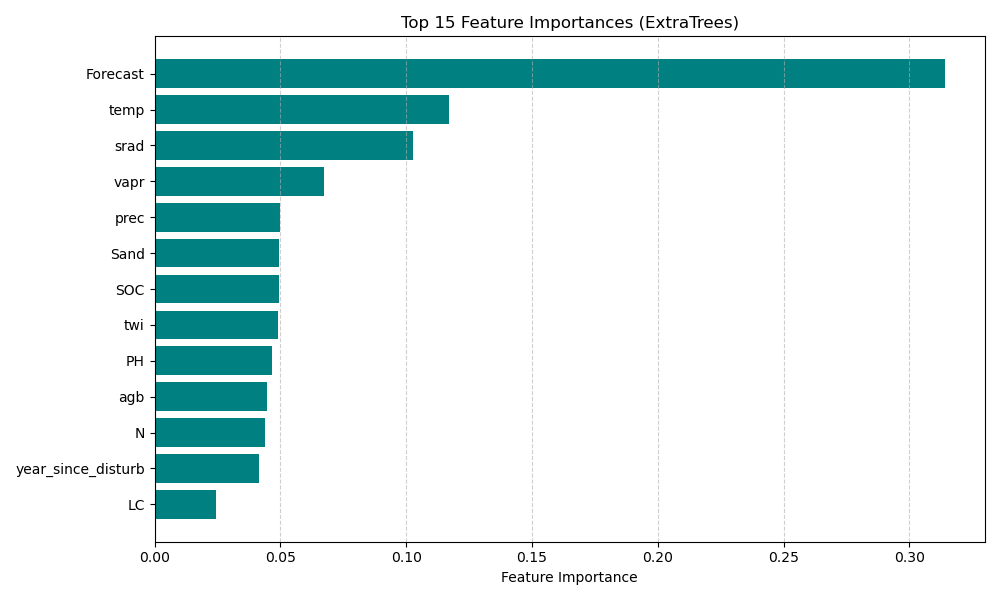 Top 15 Feature Importances (ExtraTrees)
Forecast
temp
srad
vapr
prec
Sand
SOC
twi
PH
agb
N
year_since_disturb
LC
0.00 0.05 0.10 0.15 0.20 0.25 0.30
Feature Importance